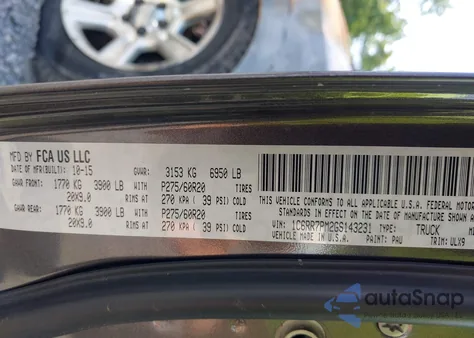 MFD BY FCA US LLC
DATE OF MFR(BUILT): 10-15 GVWR: 3153 KG 6950 LB
GAWR FRONT: 1770 KG 3900 LB WITH P275/60R20 TIRES
20X9.0 RIMS AT 270 KPA ( 39 PSI) COLD
GAWR REAR: 1770 KG 3900 LB WITH P275/60R20 TIRES
20X9.0 RIMS AT 270 KPA ( 39 PSI) COLD
THIS VEHICLE CONFORMS TO ALL APPLICABLE U.S.A. FEDERAL MOTOR
STANDARDS IN EFFECT ON THE DATE OF MANUFACTURE SHOWN
VIN: 1C6RR7PM2GS143231 TYPE: TRUCK
MADE IN U.S.A. PAINT: PAU TRIM: ULX9
autoSnap